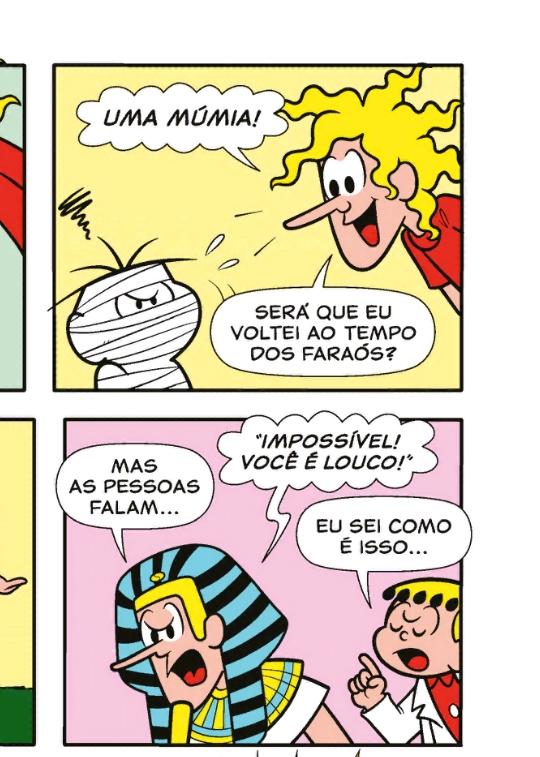 UMA MÚMIA!
SERÁ QUE EU
VOLTEI AO TEMPO
DOS FARAÓS?
MAS
AS PESSOAS
FALAM...
"IMPOSSÍVEL!
VOCÊ É LOUCO!"
EU SEI COMO
É ISSO...